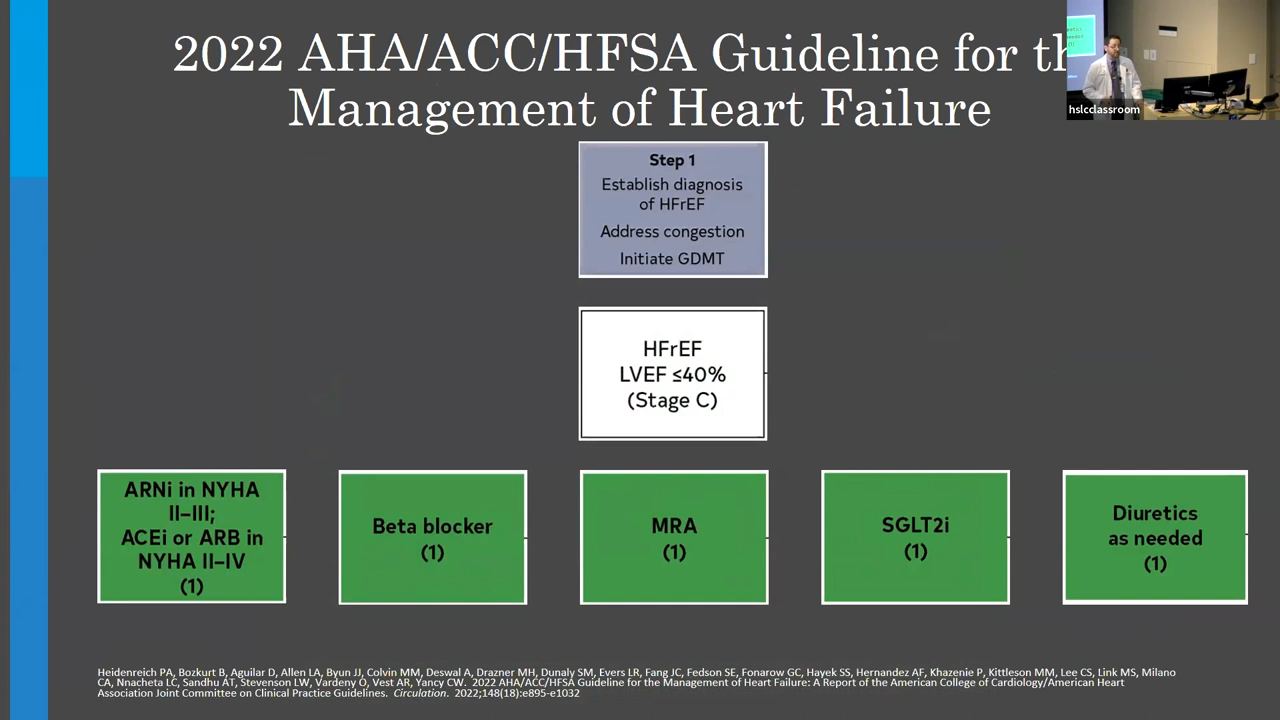 2022 AHA/ACC/HFSA Guideline for th
Management of Heart Failure
hslcclassroom
Step 1
Establish diagnosis
of HFrEF
Address congestion
Initiate GDMT
HFrEF
LVEF ≤40%
(Stage C)
ARNi in NYHA
II–III;
ACEi or ARB in
NYHA II–IV
(1)
Beta blocker
(1)
MRA
(1)
SGLT2i
(1)
Diuretics
as needed
(1)
Heidenreich PA, Bozkurt B, Aguilar D, Allen LA, Byun JJ, Colvin MM, Deswal A, Drazner MH, Dunaly SM, Evers LR, Fang JC, Fedson SE, Fonarow GC, Hayek SS, Hernandez AF, Khazenie P, Kittleson MM, Lee CS, Link MS, Milano
CA, Nnacheta LC, Sandhu AT, Stevenson LW, Vardeny O, Vest AR, Yancy CW. 2022 AHA/ACC/HFSA Guideline for the Management of Heart Failure: A Report of the American College of Cardiology/American Heart
Association Joint Committee on Clinical Practice Guidelines. Circulation. 2022;148(18):e895-e1032